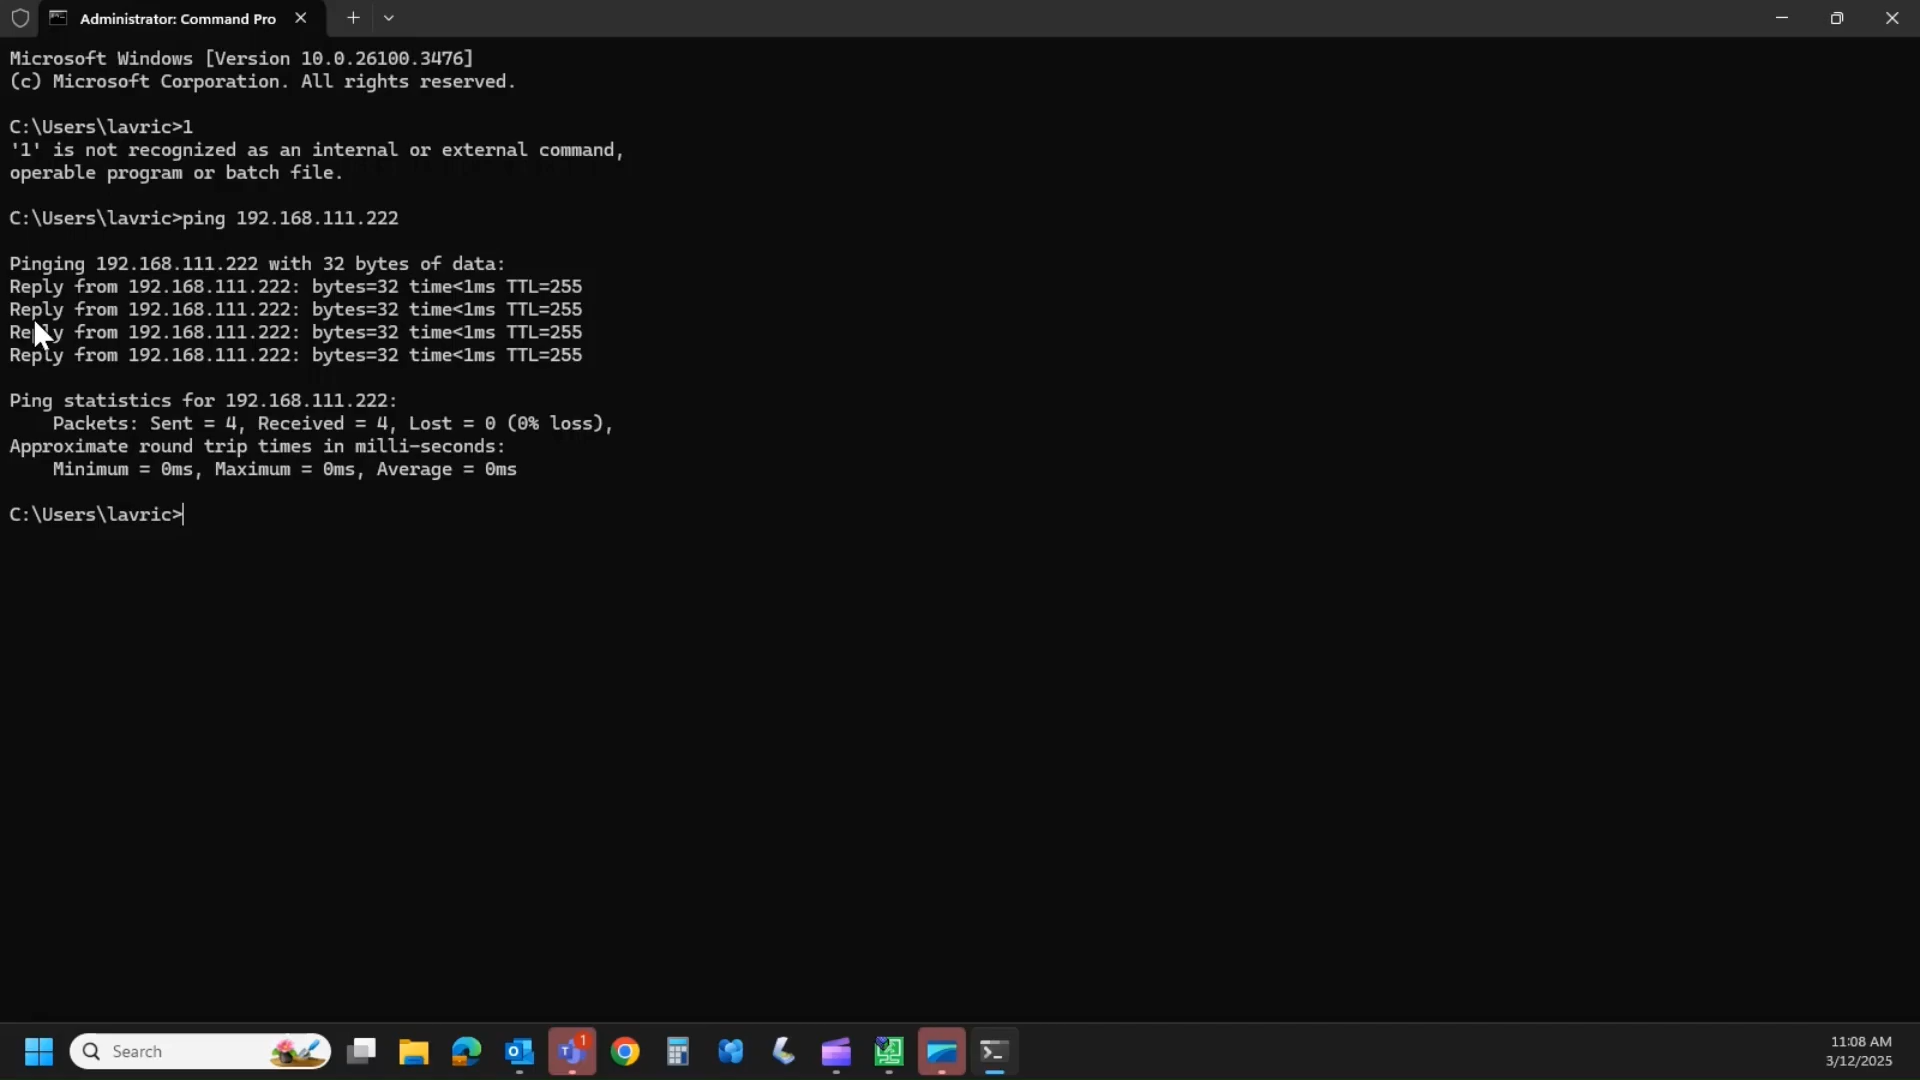 Administrator: Command Pro
Microsoft Windows [Version 10.0.26100.3476]
(c) Microsoft Corporation. All rights reserved.
C:\Users\lavric>1
'1' is not recognized as an internal or external command,
operable program or batch file.
C:\Users\lavric>ping 192.168.111.222
Pinging 192.168.111.222 with 32 bytes of data:
Reply from 192.168.111.222: bytes=32 time<1ms TTL=255
Reply from 192.168.111.222: bytes=32 time<1ms TTL=255
Reply from 192.168.111.222: bytes=32 time<1ms TTL=255
Reply from 192.168.111.222: bytes=32 time<1ms TTL=255
Ping statistics for 192.168.111.222:
Packets: Sent = 4, Received = 4, Lost = 0 (0% loss),
Approximate round trip times in milli-seconds:
Minimum = 0ms, Maximum = 0ms, Average = 0ms
C:\Users\lavric>
Search
1
11:08 AM
3/12/2025